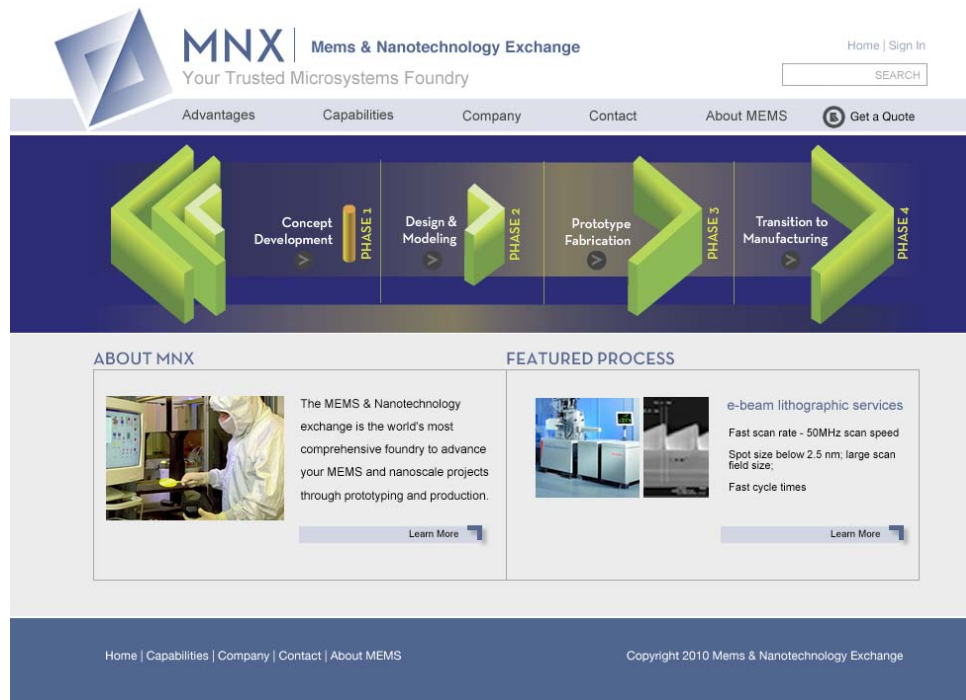 MNX
Mems & Nanotechnology Exchange
Your Trusted Microsystems Foundry
Home | Sign In
SEARCH
Advantages
Capabilities
Company
Contact
About MEMS
Get a Quote
Concept
Development
PHASE 1
Design &
Modeling
PHASE 2
Prototype
Fabrication
PHASE 3
Transition to
Manufacturing
PHASE 4
ABOUT MNX
The MEMS & Nanotechnology
exchange is the world's most
comprehensive foundry to advance
your MEMS and nanoscale projects
through prototyping and production.
Learn More
FEATURED PROCESS
e-beam lithographic services
Fast scan rate - 50MHz scan speed
Spot size below 2.5 nm; large scan
field size;
Fast cycle times
Learn More
Home | Capabilities | Company | Contact | About MEMS
Copyright 2010 Mems & Nanotechnology Exchange